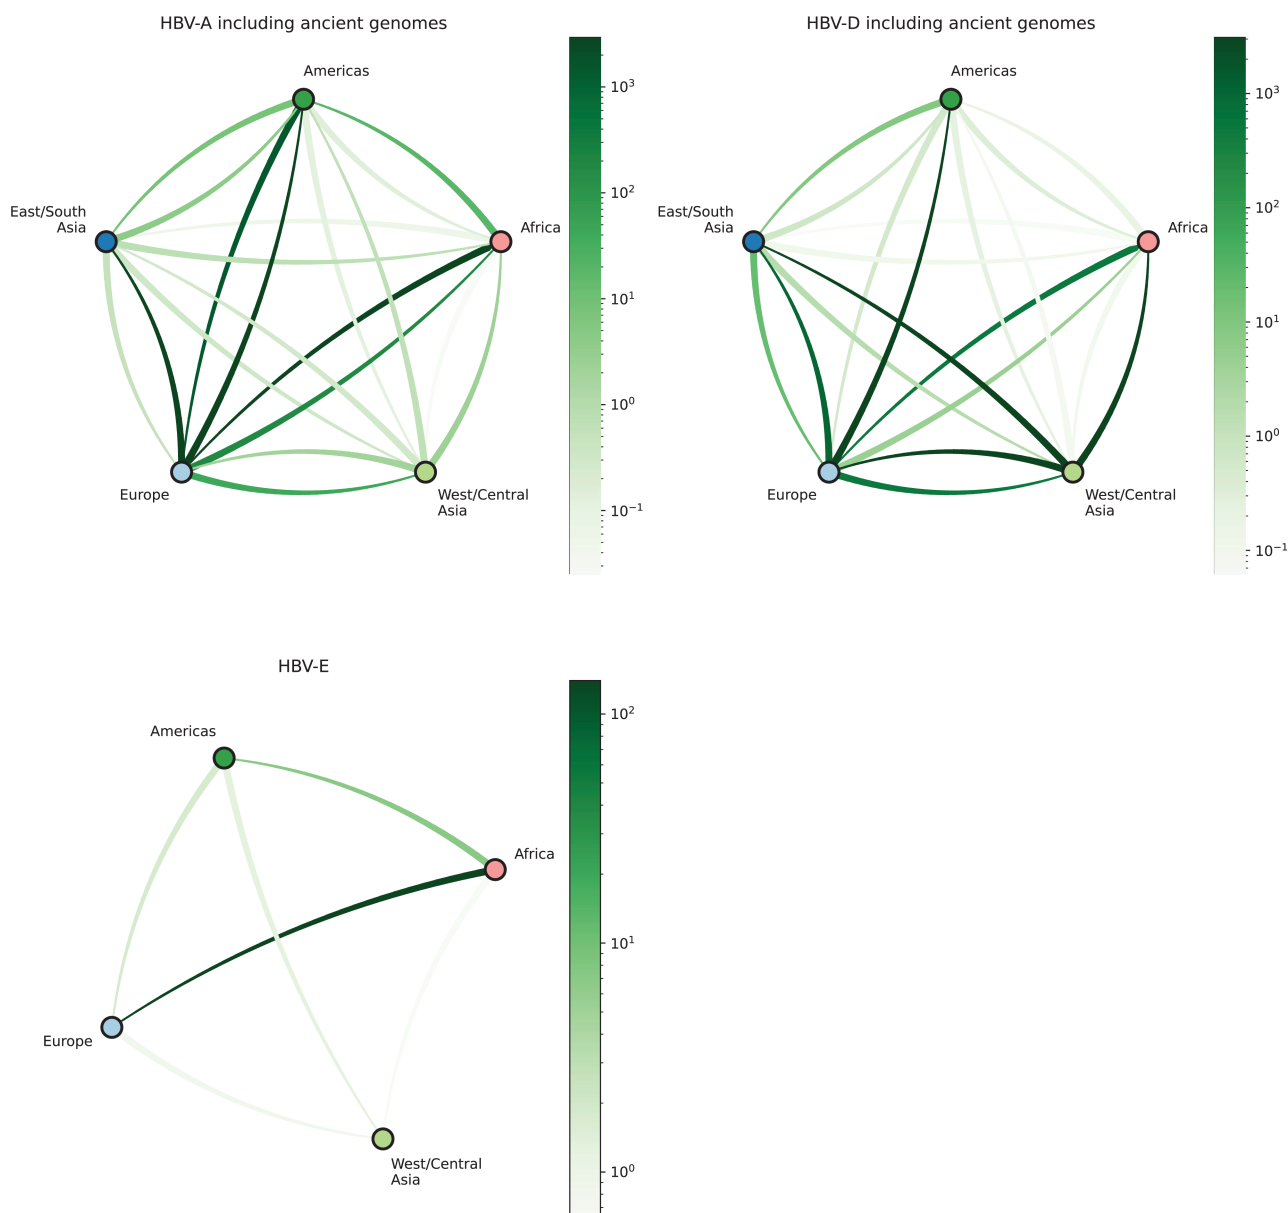 HBV-A including ancient genomes
Americas
East/South
Asia
Africa
Europe
West/Central
Asia
10³
10²
10¹
10⁰
10⁻¹
HBV-D including ancient genomes
Americas
East/South
Asia
Africa
Europe
West/Central
Asia
10³
10²
10¹
10⁰
10⁻¹
HBV-E
Americas
Africa
Europe
West/Central
Asia
10²
10¹
10⁰